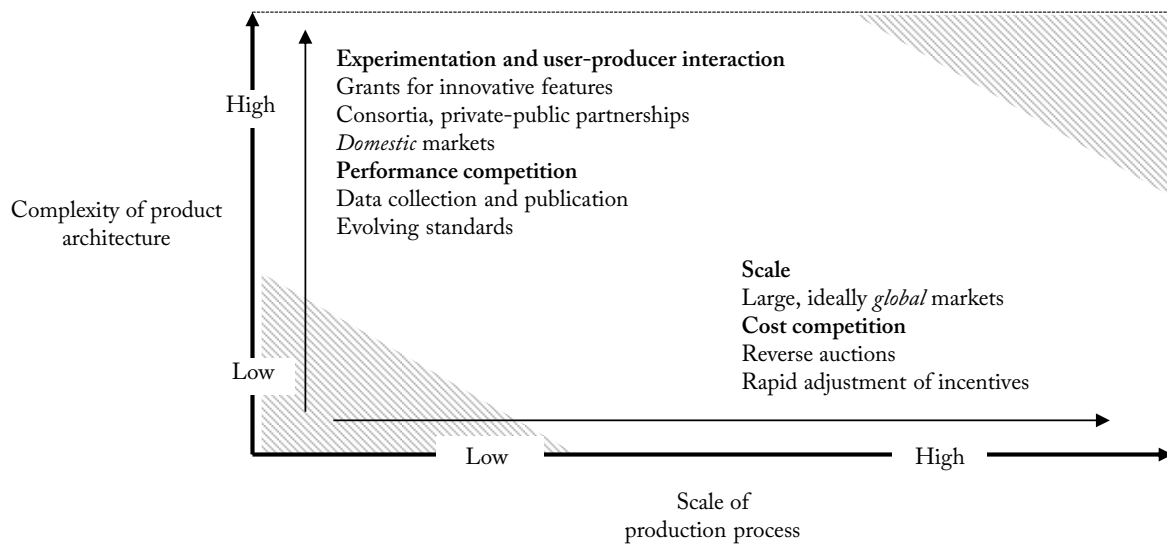 Experimentation and user-producer interaction
Grants for innovative features
High
Consortia, private-public partnerships
Domestic markets
Performance competition
Data collection and publication
Complexity of product
architecture
Evolving standards
Scale
Large, ideally global markets
Cost competition
Reverse auctions
Low
Rapid adjustment of incentives
Low
High
Scale of
production process